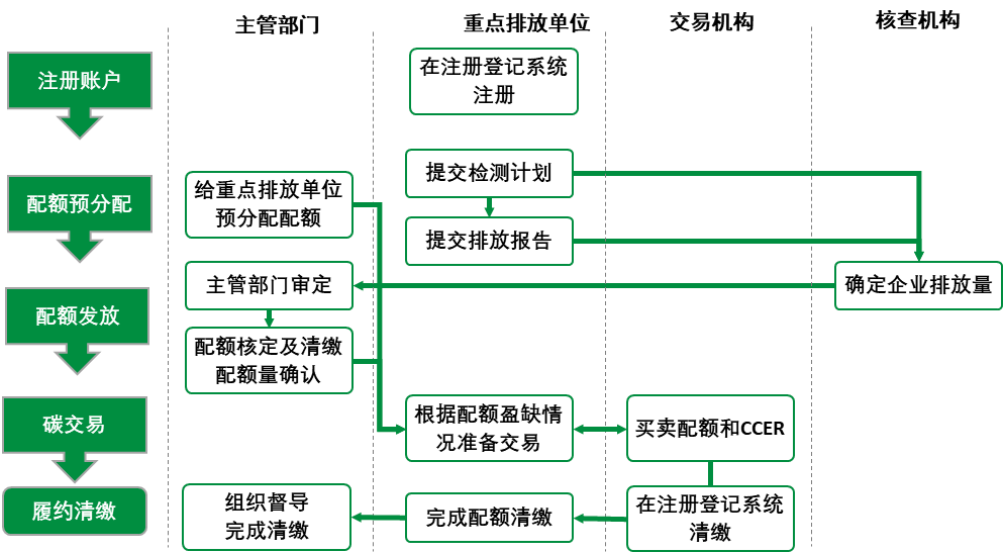 主管部门
重点排放单位
交易机构
核查机构
注册账户
在注册登记系统
注册
配额预分配
给重点排放单位
预分配配额
提交检测计划
提交排放报告
配额发放
主管部门审定
确定企业排放量
配额核定及清缴
配额量确认
碳交易
根据配额盈缺情
况准备交易
买卖配额和CCER
履约清缴
组织督导
完成清缴
完成配额清缴
在注册登记系统
清缴